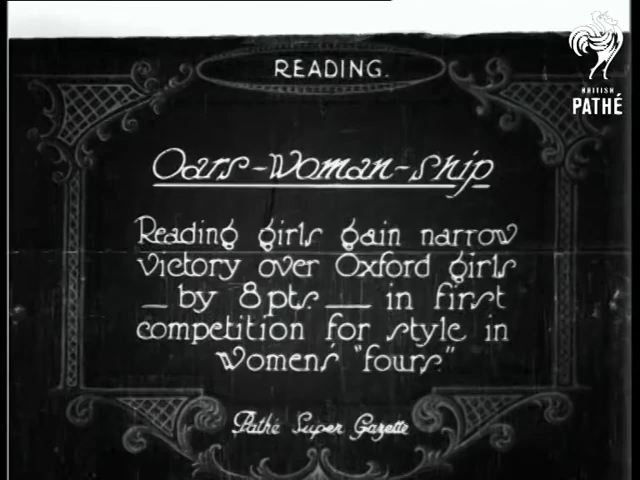 READING.
BRITISH
PATHÉ
Oars-Woman-ship
Reading girls gain narrow
victory over Oxford girls
— by 8 pts. — in first
competition for style in
women's "fours."
Pathé Super Gazette